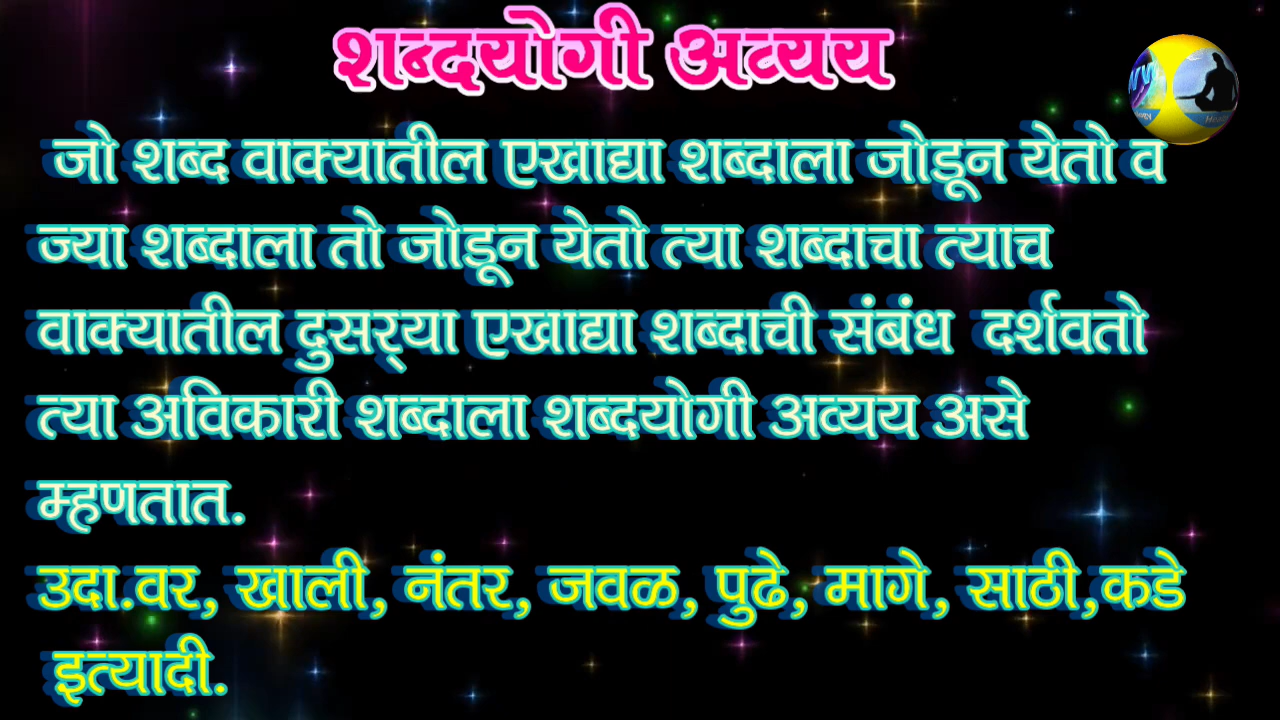 शब्दयोगी अव्यय
जो शब्द वाक्यातील एखाद्या शब्दाला जोडून येतो व
ज्या शब्दाला तो जोडून येतो त्या शब्दाचा त्याच
वाक्यातील दुसर्‍या एखाद्या शब्दाची संबंध दर्शवतो
त्या अविकारी शब्दाला शब्दयोगी अव्यय असे
म्हणतात.
उदा.वर, खाली, नंतर, जवळ, पुढे, मागे, साठी,कडे
इत्यादी.